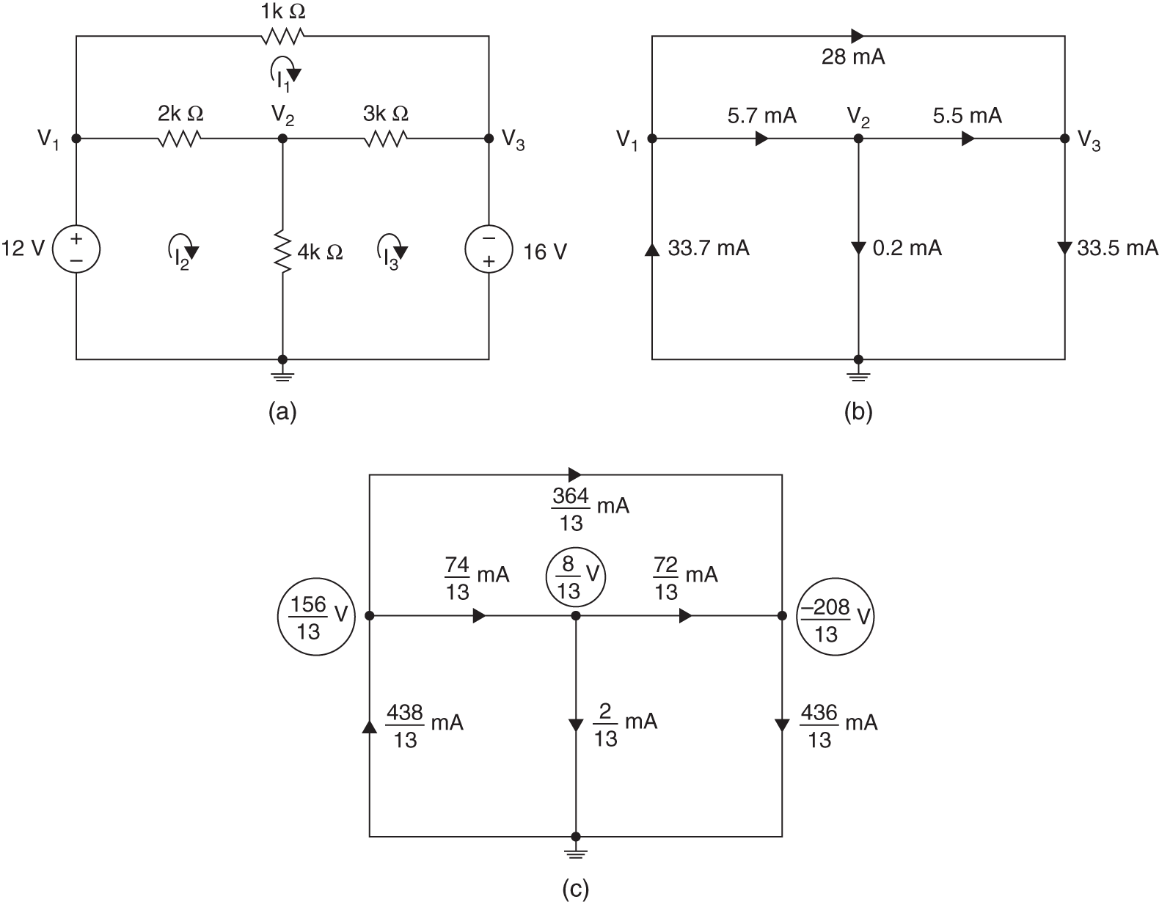 1k Ω
I1
2k Ω
V2
3k Ω
V1
V3
12 V
+
−
I2
4k Ω
I3
−
+
16 V
(a)
28 mA
5.7 mA
V2
5.5 mA
V1
V3
33.7 mA
0.2 mA
33.5 mA
(b)
364/13 mA
74/13 mA
8/13 V
72/13 mA
156/13 V
−208/13 V
438/13 mA
2/13 mA
436/13 mA
(c)